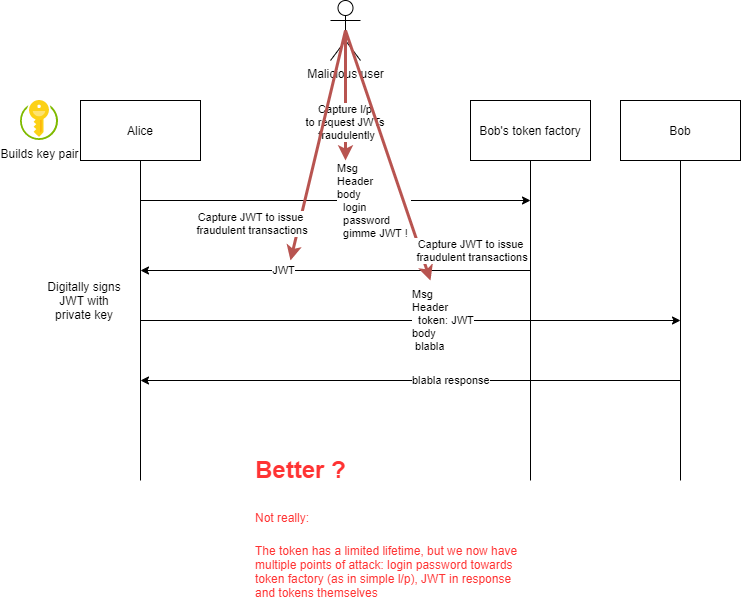 Malicious user
Capture l/p
to request JWTs
fraudulently
Alice
Bob's token factory
Bob
Builds key pair
Msg
Header
body
login
password
gimme JWT !
Capture JWT to issue
fraudulent transactions
Capture JWT to issue
fraudulent transactions
JWT
Digitally signs
JWT with
private key
Msg
Header
token: JWT
body
blabla
blabla response
Better ?
Not really:
The token has a limited lifetime, but we now have
multiple points of attack: login password towards
token factory (as in simple l/p), JWT in response
and tokens themselves